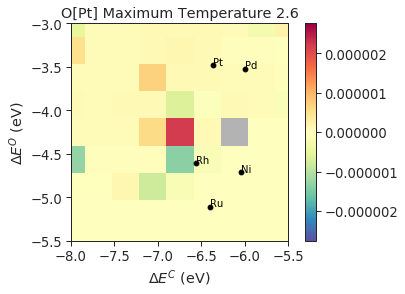 O[Pt] Maximum Temperature 2.6
−3.0
−3.5
−4.0
−4.5
−5.0
−5.5
ΔE^O (eV)
Pt
Pd
Rh
Ni
Ru
−8.0 −7.5 −7.0 −6.5 −6.0 −5.5
ΔE^C (eV)
0.000002
0.000001
0.000000
−0.000001
−0.000002